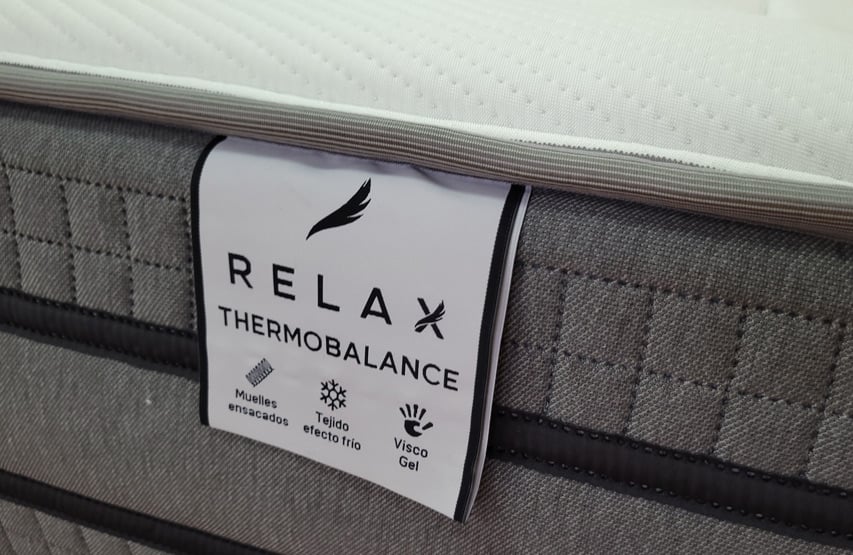 RELAX
THERMOBALANCE
Muelles
ensacados
Tejido
efecto frío
Visco
Gel